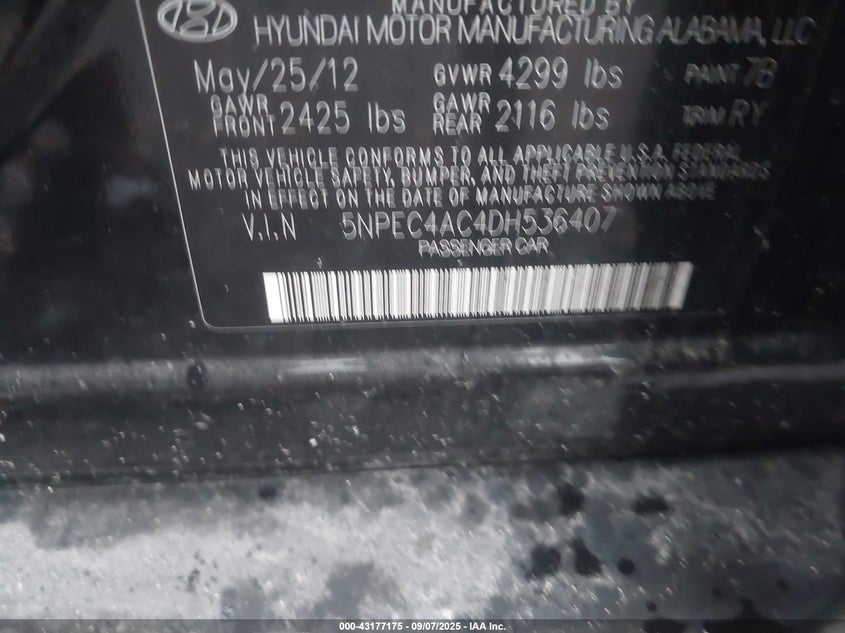 MANUFACTURED BY
HYUNDAI MOTOR MANUFACTURING ALABAMA, LLC
May/25/12 GVWR 4299 lbs PAINT 7B
GAWR FRONT 2425 lbs GAWR REAR 2116 lbs TRIM RY
THIS VEHICLE CONFORMS TO ALL APPLICABLE U.S.A. FEDERAL
MOTOR VEHICLE SAFETY, BUMPER, AND THEFT PREVENTION STANDARDS
IN EFFECT ON THE DATE OF MANUFACTURE SHOWN ABOVE
V.I.N 5NPEC4AC4DH536407
PASSENGER CAR
000-43177175 - 09/07/2025 - IAA Inc.